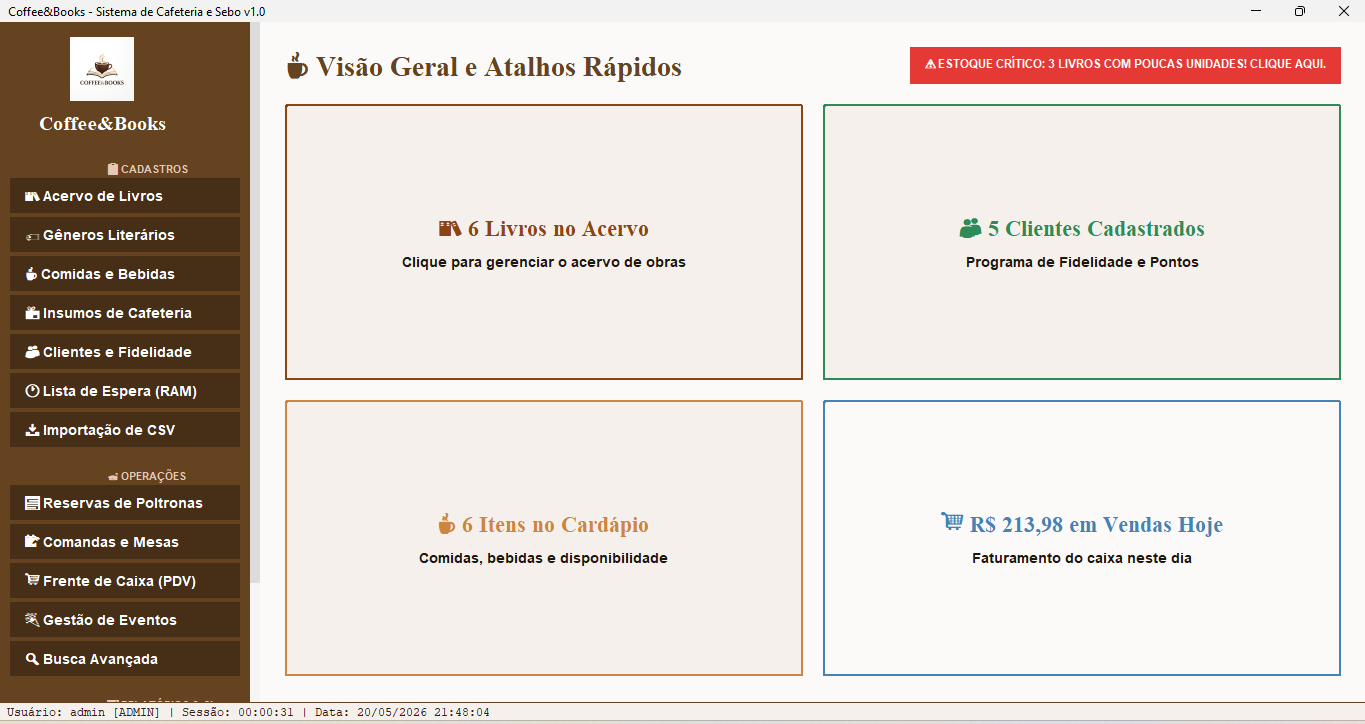 Coffee&Books - Sistema de Cafeteria e Sebo v1.0
COFFEE&BOOKS
Coffee&Books
CADASTROS
Acervo de Livros
Gêneros Literários
Comidas e Bebidas
Insumos de Cafeteria
Clientes e Fidelidade
Lista de Espera (RAM)
Importação de CSV
OPERAÇÕES
Reservas de Poltronas
Comandas e Mesas
Frente de Caixa (PDV)
Gestão de Eventos
Busca Avançada
Visão Geral e Atalhos Rápidos
⚠ ESTOQUE CRÍTICO: 3 LIVROS COM POUCAS UNIDADES! CLIQUE AQUI.
6 Livros no Acervo
Clique para gerenciar o acervo de obras
5 Clientes Cadastrados
Programa de Fidelidade e Pontos
6 Itens no Cardápio
Comidas, bebidas e disponibilidade
R$ 213,98 em Vendas Hoje
Faturamento do caixa neste dia
Usuário: admin [ADMIN] | Sessão: 00:00:31 | Data: 20/05/2026 21:48:04